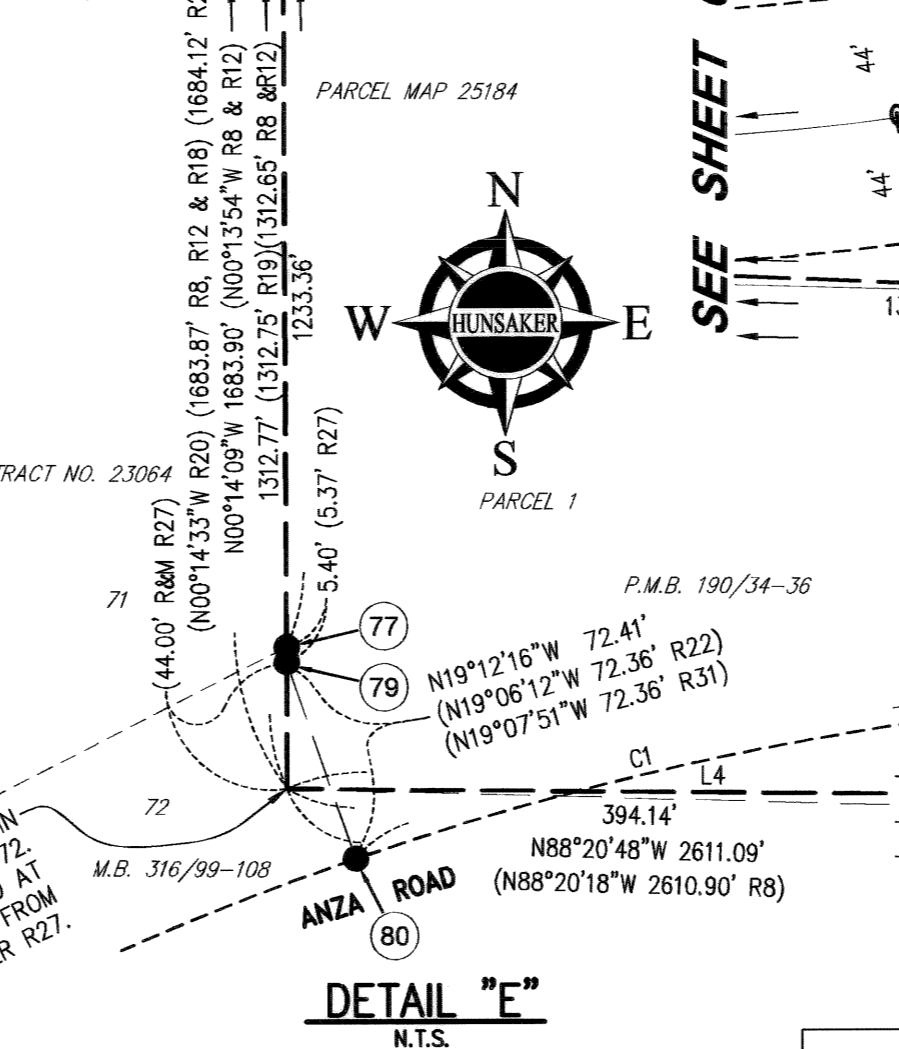 PARCEL MAP 25184
44'
44'
SEE SHEET
(N00°14'33"W R20) (1683.87' R8, R12 & R18) (1684.12'
N00°14'09"W 1683.90' (N00°13'54"W R8 & R12)
1312.77' (1312.75' R19)(1312.65' R8 &R12)
1233.36'
N
W
HUNSAKER
E
S
TRACT NO. 23064
PARCEL 1
(44.00' R&M R27)
5.40' (5.37' R27)
71
P.M.B. 190/34-36
77
79
N19°12'16"W 72.41'
(N19°06'12"W 72.36' R22)
(N19°07'51"W 72.36' R31)
C1
L4
72
394.14'
N88°20'48"W 2611.09'
(N88°20'18"W 2610.90' R8)
72.
AT
FROM
R27.
M.B. 316/99-108
ANZA ROAD
80
DETAIL "E"
N.T.S.